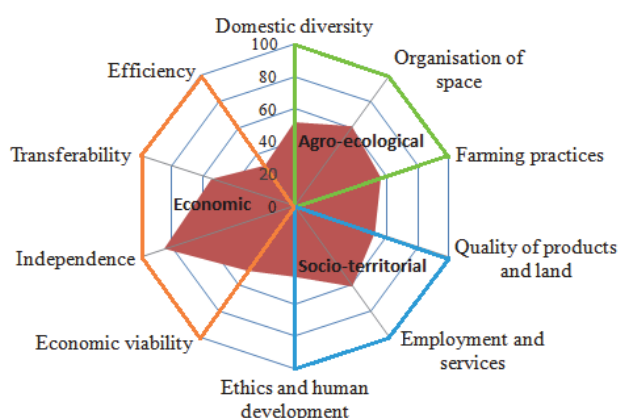 Domestic diversity
100
80
60
40
20
0
Organisation of
space
Farming practices
Quality of products
and land
Employment and
services
Ethics and human
development
Economic viability
Independence
Transferability
Efficiency
Agro-ecological
Economic
Socio-territorial